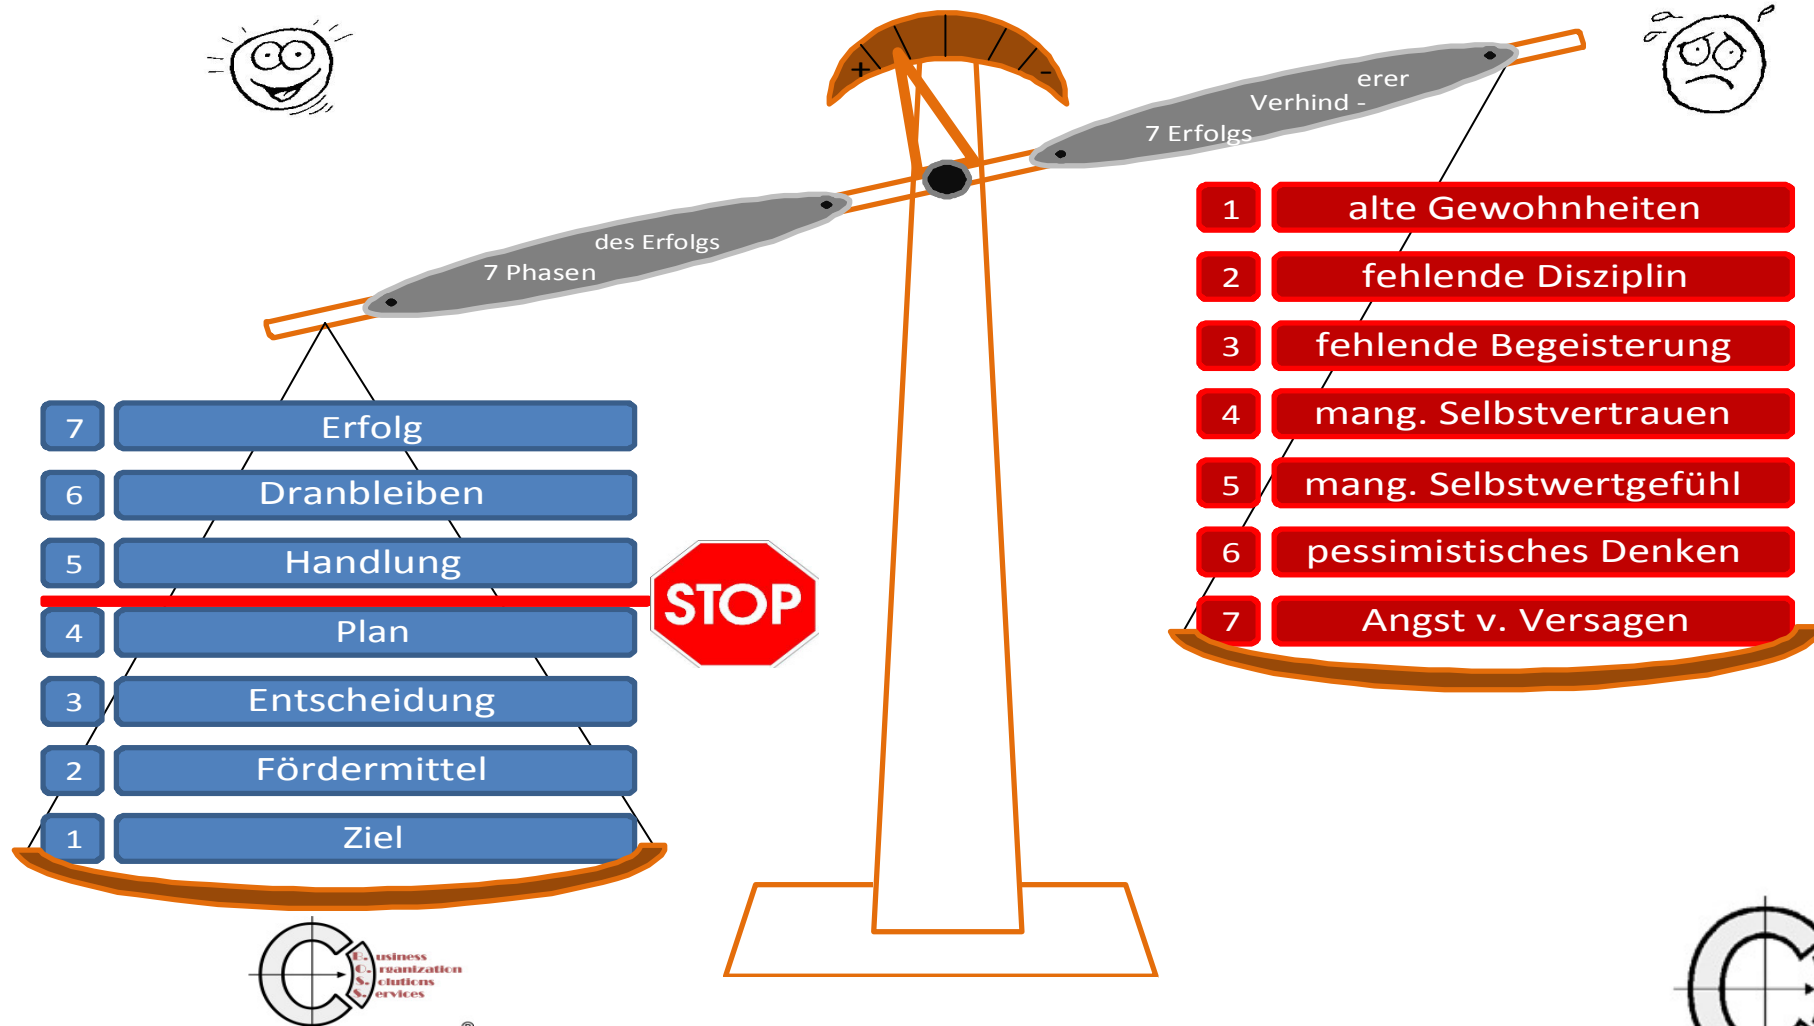 +
-
7 Phasen
des Erfolgs
7 Erfolgs
Verhind -
erer
7 Erfolg
6 Dranbleiben
5 Handlung
4 Plan
3 Entscheidung
2 Fördermittel
1 Ziel
STOP
1 alte Gewohnheiten
2 fehlende Disziplin
3 fehlende Begeisterung
4 mang. Selbstvertrauen
5 mang. Selbstwertgefühl
6 pessimistisches Denken
7 Angst v. Versagen
B. usiness
O. rganization
S. olutions
S. ervices
®